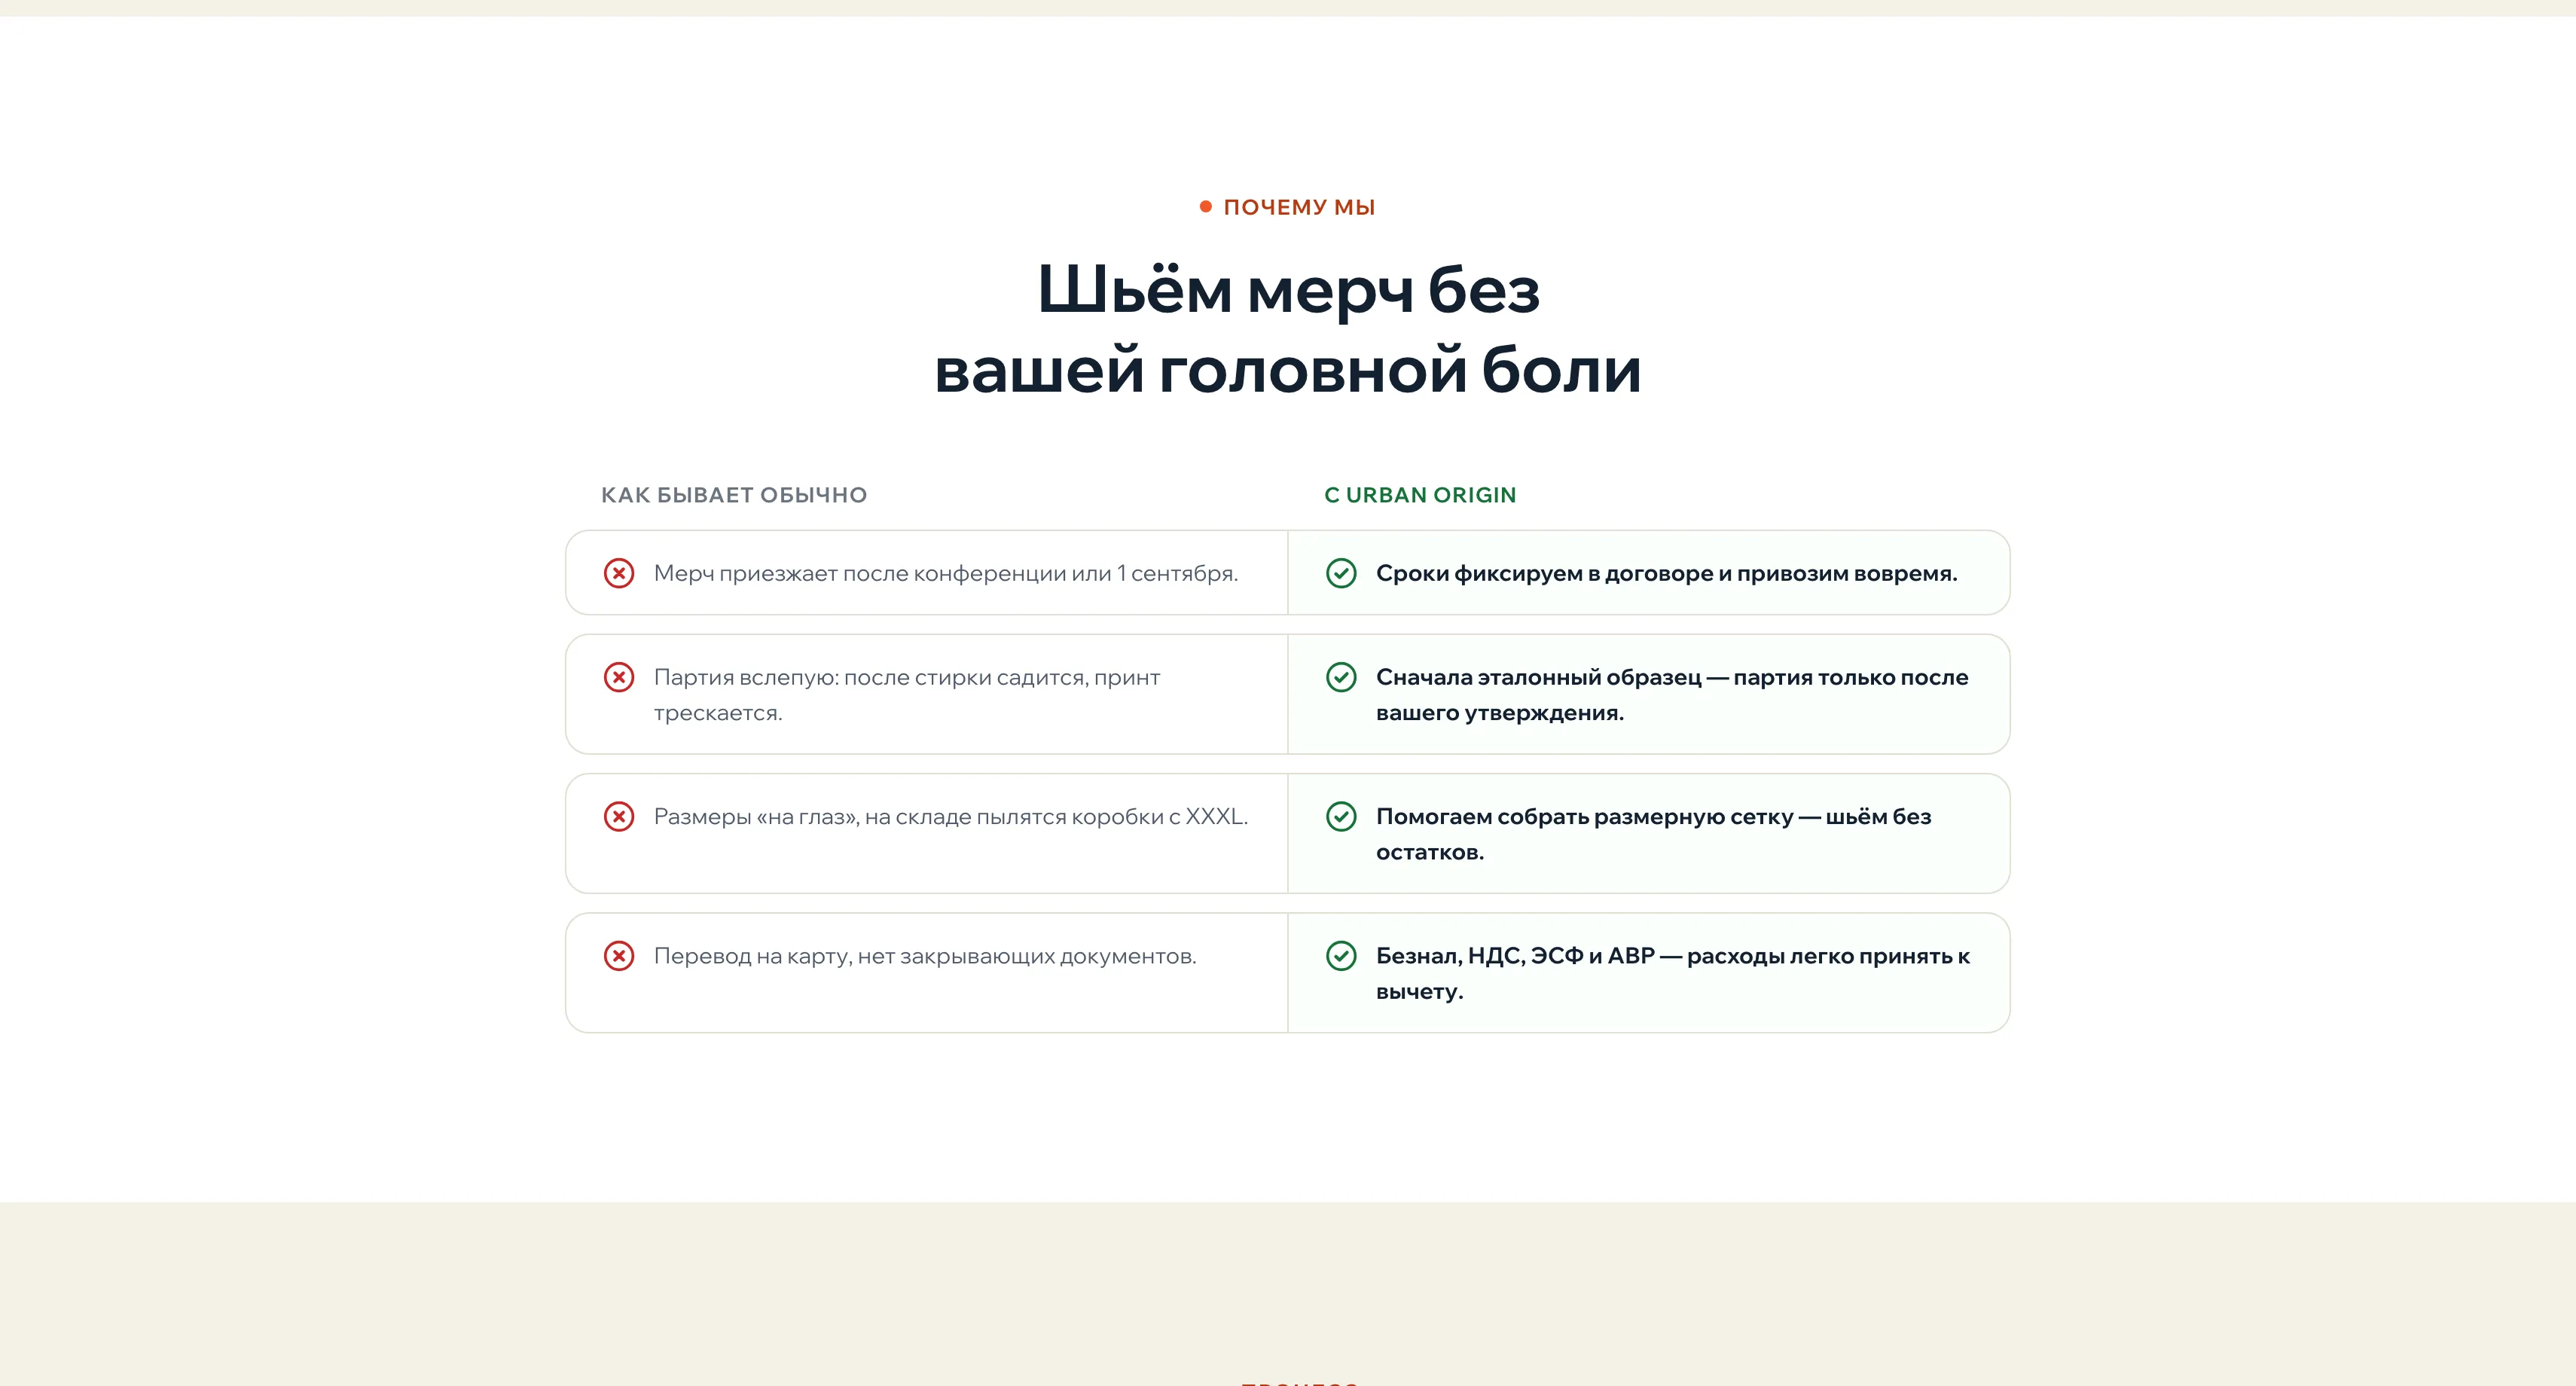 ПОЧЕМУ МЫ
Шьём мерч без
вашей головной боли
КАК БЫВАЕТ ОБЫЧНО
С URBAN ORIGIN
Мерч приезжает после конференции или 1 сентября.
Сроки фиксируем в договоре и привозим вовремя.
Партия вслепую: после стирки садится, принт
трескается.
Сначала эталонный образец — партия только после
вашего утверждения.
Размеры «на глаз», на складе пылятся коробки с XXXL.
Помогаем собрать размерную сетку — шьём без
остатков.
Перевод на карту, нет закрывающих документов.
Безнал, НДС, ЭСФ и АВР — расходы легко принять к
вычету.